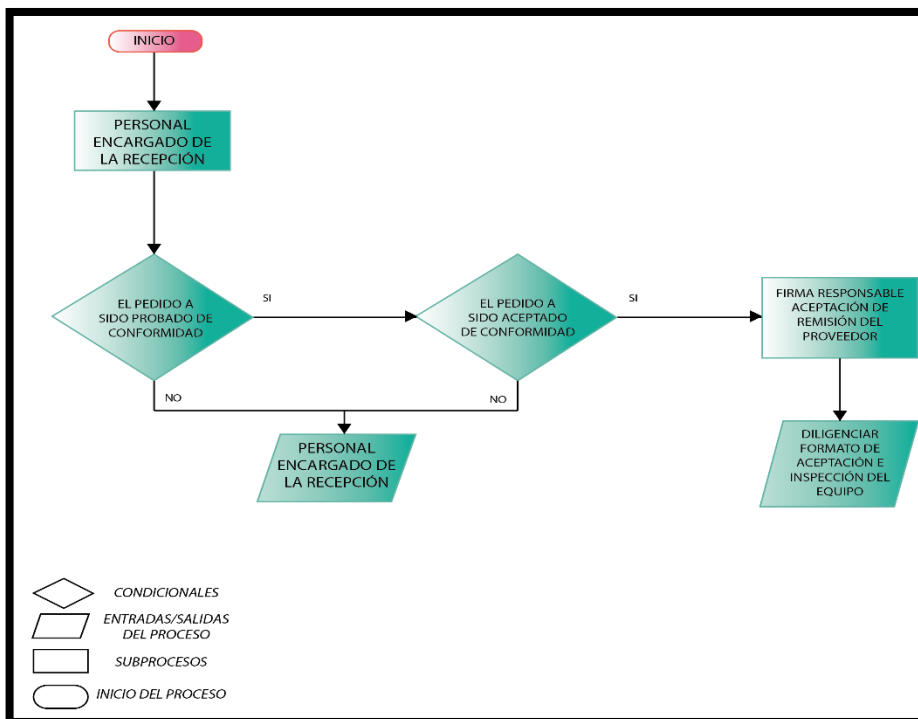 INICIO
PERSONAL
ENCARGADO DE
LA RECEPCIÓN
EL PEDIDO A
SIDO PROBADO DE
CONFORMIDAD
SI
EL PEDIDO A
SIDO ACEPTADO
DE CONFORMIDAD
SI
FIRMA RESPONSABLE
ACEPTACIÓN DE
REMISIÓN DEL
PROVEEDOR
NO
NO
PERSONAL
ENCARGADO DE
LA RECEPCIÓN
DILIGENCIAR
FORMATO DE
ACEPTACIÓN E
INSPECCIÓN DEL
EQUIPO
CONDICIONALES
ENTRADAS/SALIDAS
DEL PROCESO
SUBPROCESOS
INICIO DEL PROCESO